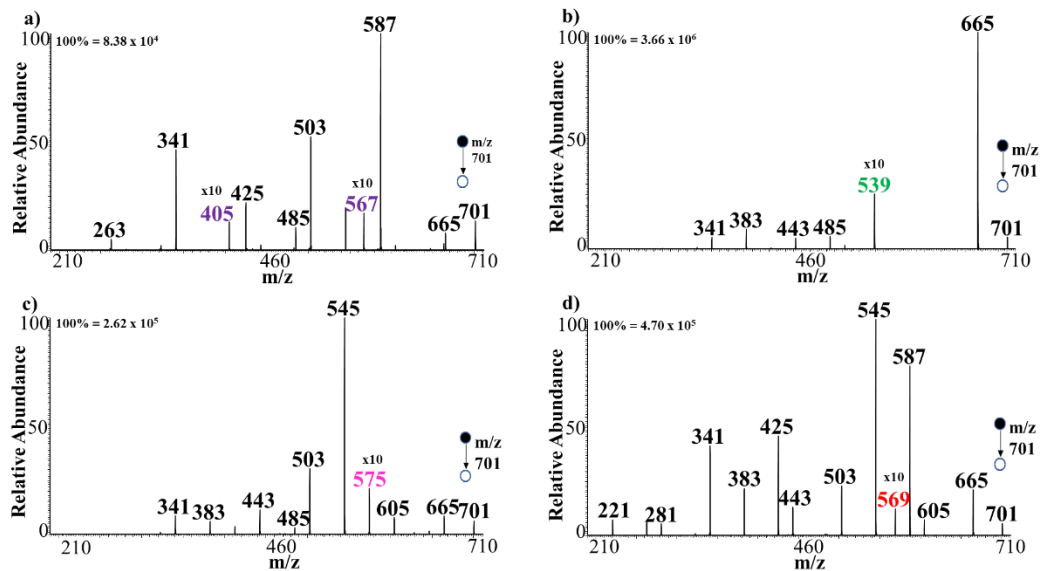 a)
100% = 8.38 x 10⁴
Relative Abundance
100
50
0
587
503
341
m/z
701
x10
405
425
x10
567
485
263
665
701
210
460
710
m/z
b)
100% = 3.66 x 10⁶
Relative Abundance
100
50
0
665
m/z
701
x10
539
341
383
443
485
701
210
460
710
m/z
c)
100% = 2.62 x 10⁵
Relative Abundance
100
50
0
545
503
m/z
701
x10
575
341
383
443
485
605
665
701
210
460
710
m/z
d)
100% = 4.70 x 10⁵
Relative Abundance
100
50
0
545
587
425
341
m/z
701
383
443
503
x10
569
665
221
281
605
701
210
460
710
m/z